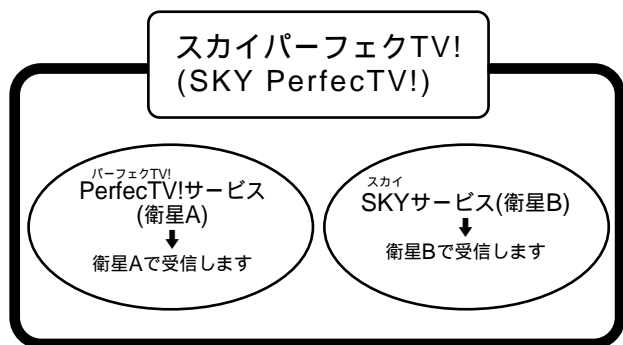 スカイパーフェクTV!
(SKY PerfecTV!)
パーフェクTV!
PerfecTV!サービス
(衛星A)
衛星Aで受信します
スカイ
SKYサービス(衛星B)
衛星Bで受信します